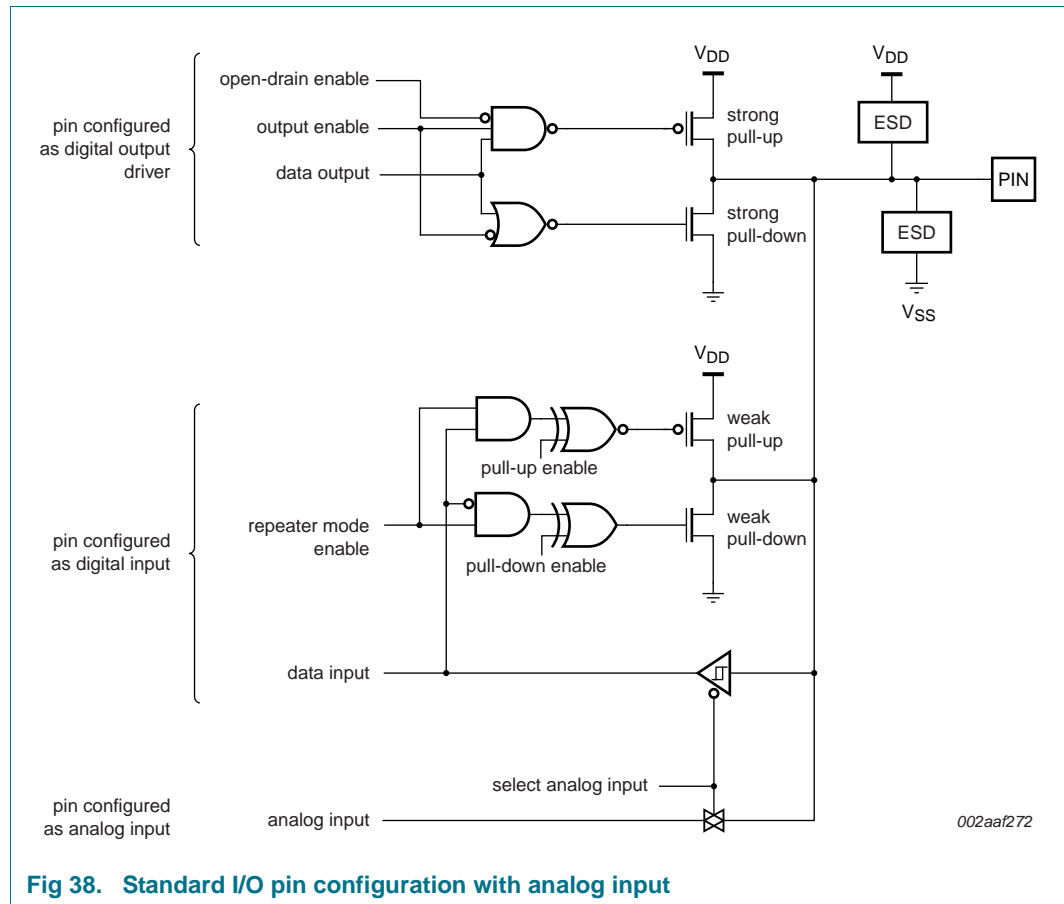 VDD
VDD
open-drain enable
strong
pull-up
ESD
pin configured
as digital output
driver
output enable
data output
PIN
strong
pull-down
ESD
VSS
VDD
weak
pull-up
pull-up enable
pin configured
as digital input
repeater mode
enable
weak
pull-down
pull-down enable
data input
select analog input
pin configured
as analog input
analog input
002aaf272
Fig 38. Standard I/O pin configuration with analog input